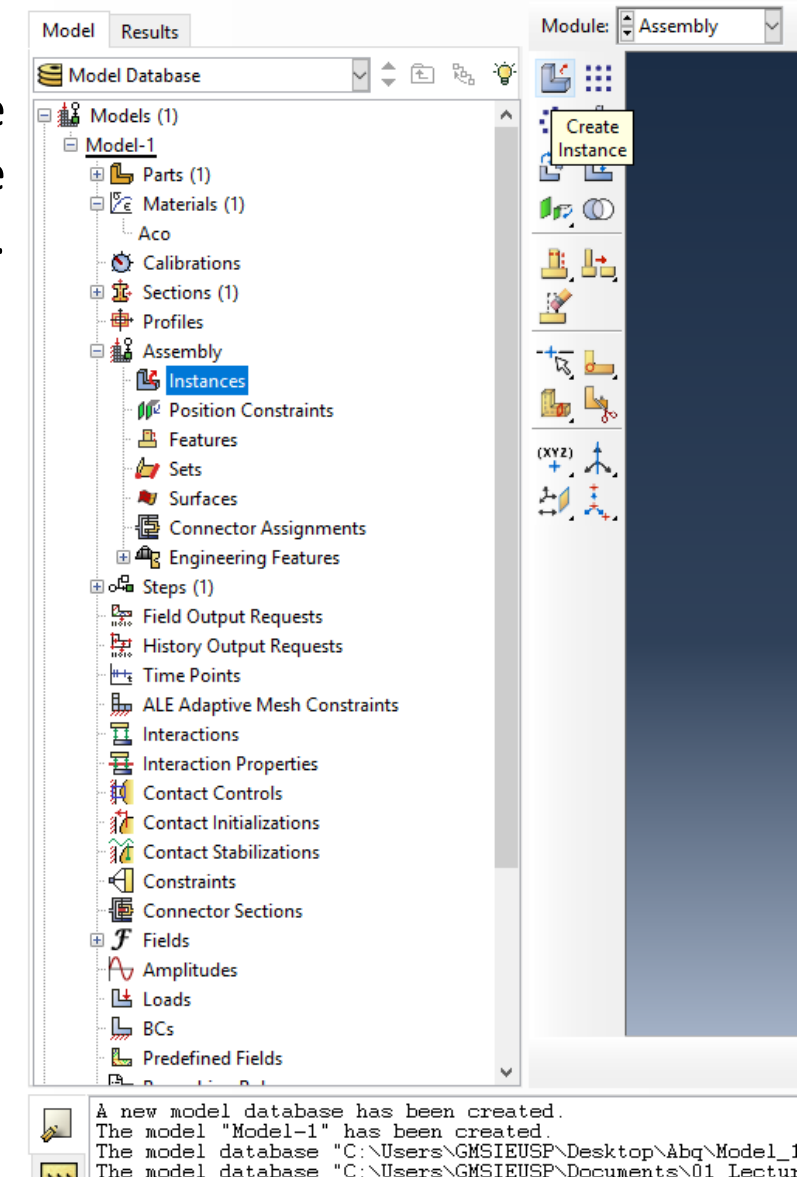 Model Results
Module: Assembly
Model Database
Models (1)
Model-1
Parts (1)
Materials (1)
Aco
Calibrations
Sections (1)
Profiles
Assembly
Instances
Position Constraints
Features
Sets
Surfaces
Connector Assignments
Engineering Features
Steps (1)
Field Output Requests
History Output Requests
Time Points
ALE Adaptive Mesh Constraints
Interactions
Interaction Properties
Contact Controls
Contact Initializations
Contact Stabilizations
Constraints
Connector Sections
Fields
Amplitudes
Loads
BCs
Predefined Fields
Create
Instance
(XYZ)
A new model database has been created.
The model "Model-1" has been created.
The model database "C:\Users\GMSIEUSP\Desktop\Abq\Model_1
The model database "C:\Users\GMSIEUSP\Documents\01 Lectur